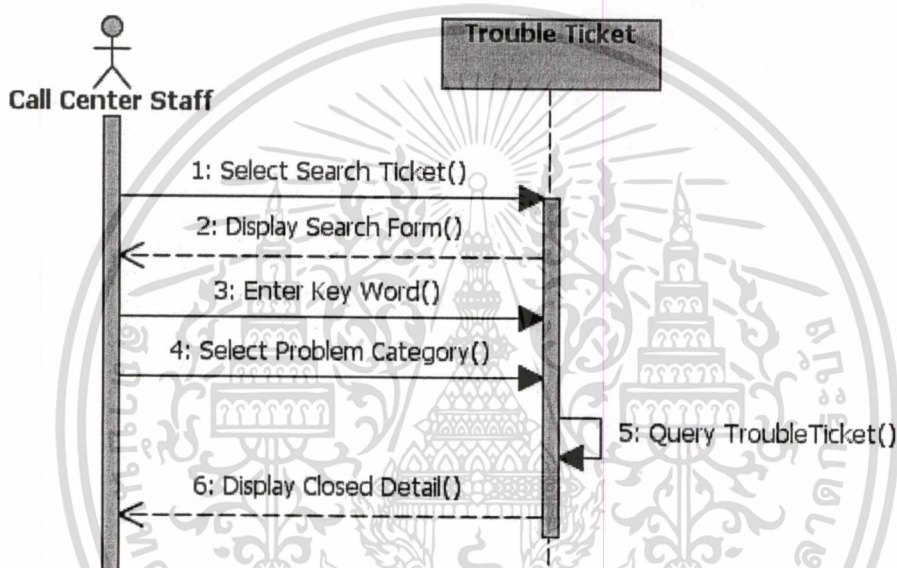 Trouble Ticket
Call Center Staff
1: Select Search Ticket()
2: Display Search Form()
3: Enter Key Word()
4: Select Problem Category()
5: Query TroubleTicket()
6: Display Closed Detail()